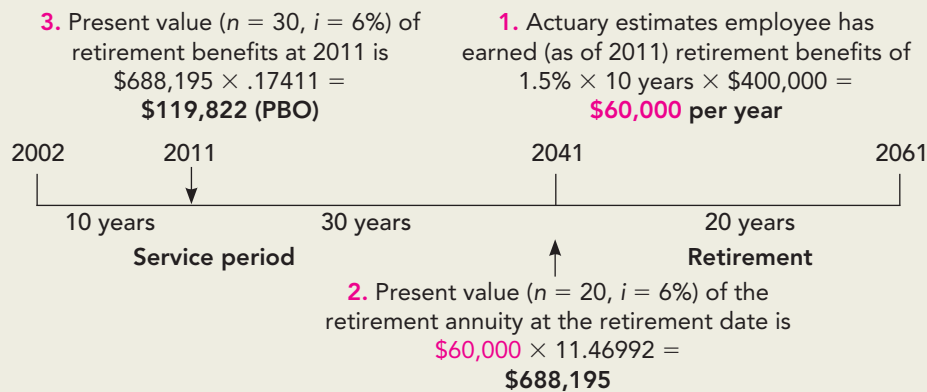 3. Present value (n = 30, i = 6%) of
retirement benefits at 2011 is
$688,195 × .17411 =
$119,822 (PBO)
1. Actuary estimates employee has
earned (as of 2011) retirement benefits of
1.5% × 10 years × $400,000 =
$60,000 per year
2002 2011 2041 2061
10 years 30 years 20 years
Service period Retirement
2. Present value (n = 20, i = 6%) of the
retirement annuity at the retirement date is
$60,000 × 11.46992 =
$688,195